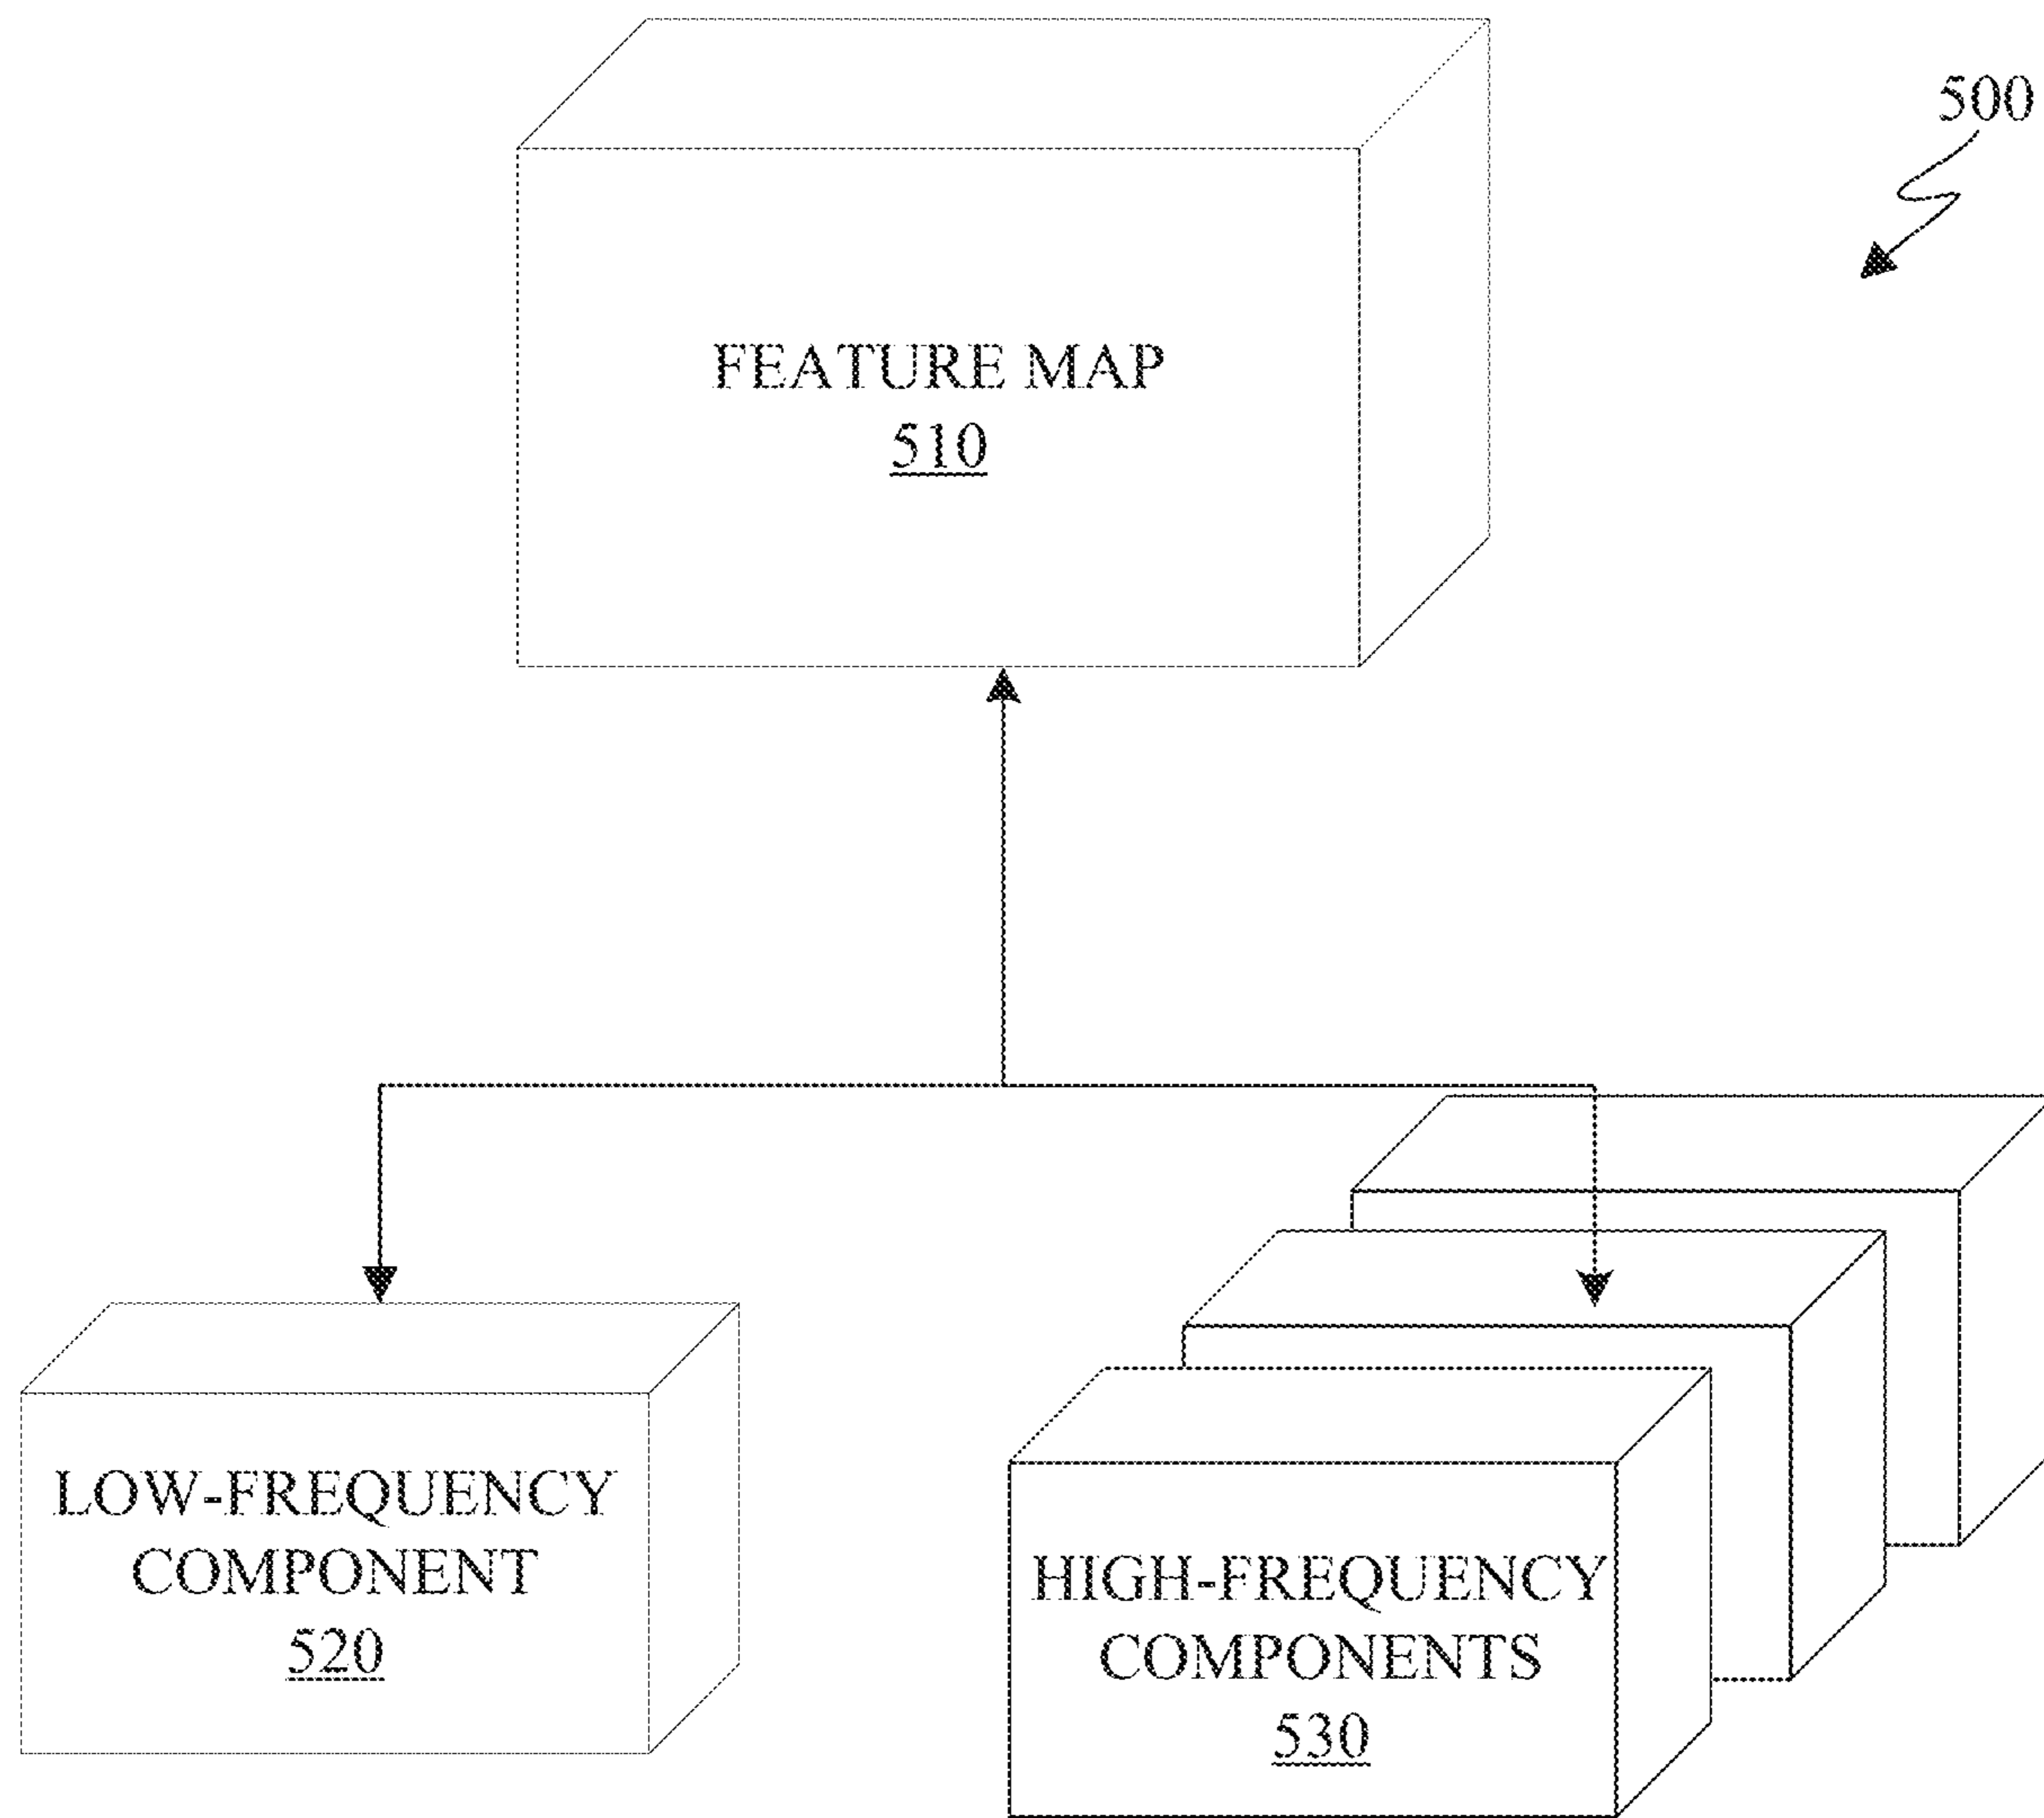 500
FEATURE MAP
510
LOW-FREQUENCY
COMPONENT
520
HIGH-FREQUENCY
COMPONENTS
530